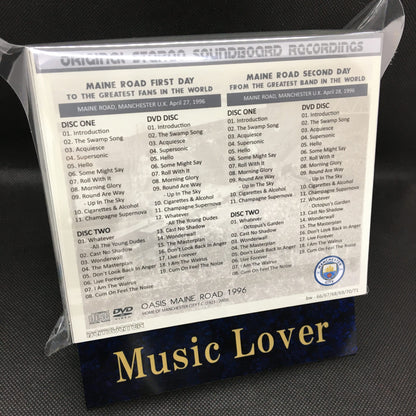 ORIGINAL STEREO SOUNDBOARD RECORDINGS
MAINE ROAD FIRST DAY
TO THE GREATEST FANS IN THE WORLD
MAINE ROAD, MANCHESTER U.K. April 27, 1996
DISC ONE
01. Introduction
02. The Swamp Song
03. Acquiesce
04. Supersonic
05. Hello
06. Some Might Say
07. Roll With It
08. Morning Glory
09. Round Are Way
- Up In The Sky
10. Cigarettes & Alcohol
11. Champagne Supernova
DISC TWO
01. Whatever
- All The Young Dudes
02. Cast No Shadow
03. Wonderwall
04. The Masterplan
05. Don't Look Back In Anger
06. Live Forever
07. I Am The Walrus
08. Cum On Feel The Noize
DVD DISC
01. Introduction
02. The Swamp Song
03. Acquiesce
04. Supersonic
05. Hello
06. Some Might Say
07. Roll With It
08. Morning Glory
09. Round Are Way
- Up In The Sky
10. Cigarettes & Alcohol
11. Champagne Supernova
12. Whatever
- All The Young Dudes
13. Cast No Shadow
14. Wonderwall
15. The Masterplan
16. Don't Look Back In Anger
17. Live Forever
18. I Am The Walrus
19. Cum On Feel The Noize
MAINE ROAD SECOND DAY
FROM THE GREATEST BAND IN THE WORLD
MAINE ROAD, MANCHESTER U.K. April 28, 1996
DISC ONE
01. Introduction
02. The Swamp Song
03. Acquiesce
04. Supersonic
05. Hello
06. Some Might Say
07. Roll With It
08. Morning Glory
09. Round Are Way
- Up In The Sky
10. Cigarettes & Alcohol
11. Champagne Supernova
DISC TWO
01. Whatever
- Octopus's Garden
02. Cast No Shadow
03. Wonderwall
04. The Masterplan
05. Don't Look Back In Anger
06. Live Forever
07. I Am The Walrus
08. Cum On Feel The Noize
DVD DISC
01. Introduction
02. The Swamp Song
03. Acquiesce
04. Supersonic
05. Hello
06. Some Might Say
07. Roll With It
08. Morning Glory
09. Round Are Way
- Up In The Sky
10. Cigarettes & Alcohol
11. Champagne Supernova
12. Whatever
- Octopus's Garden
13. Cast No Shadow
14. Wonderwall
15. The Masterplan
16. Don't Look Back In Anger
17. Live Forever
18. I Am The Walrus
19. Cum On Feel The Noize
OASIS MAINE ROAD 1996
HOME OF MANCHESTER CITY F.C.
DVD
Music Lover